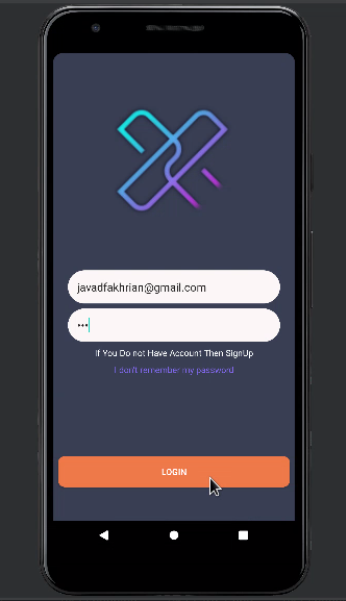 javadfakhrian@gmail.com
•••
If You Do not Have Account Then SignUp
I don't remember my password
LOGIN